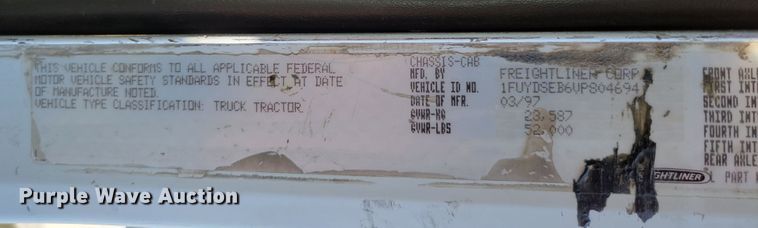 THIS VEHICLE CONFORMS TO ALL APPLICABLE FEDERAL
MOTOR VEHICLE SAFETY STANDARDS IN EFFECT AT DATE
OF MANUFACTURE NOTED.
VEHICLE TYPE CLASSIFICATION: TRUCK TRACTOR
CHASSIS-CAB
MFD. BY FREIGHTLINER CORP
VEHICLE ID NO. 1FUYDSEB6VP804694
DATE OF MFR. 03/97
GVWR-KG 23,587
GVWR-LBS 52,000
FRONT AXLE
FIRST INT
SECOND INT
THIRD INT
FOURTH IN
FIFTH INT
REAR AXLE
GHTLINER PART
Purple Wave Auction